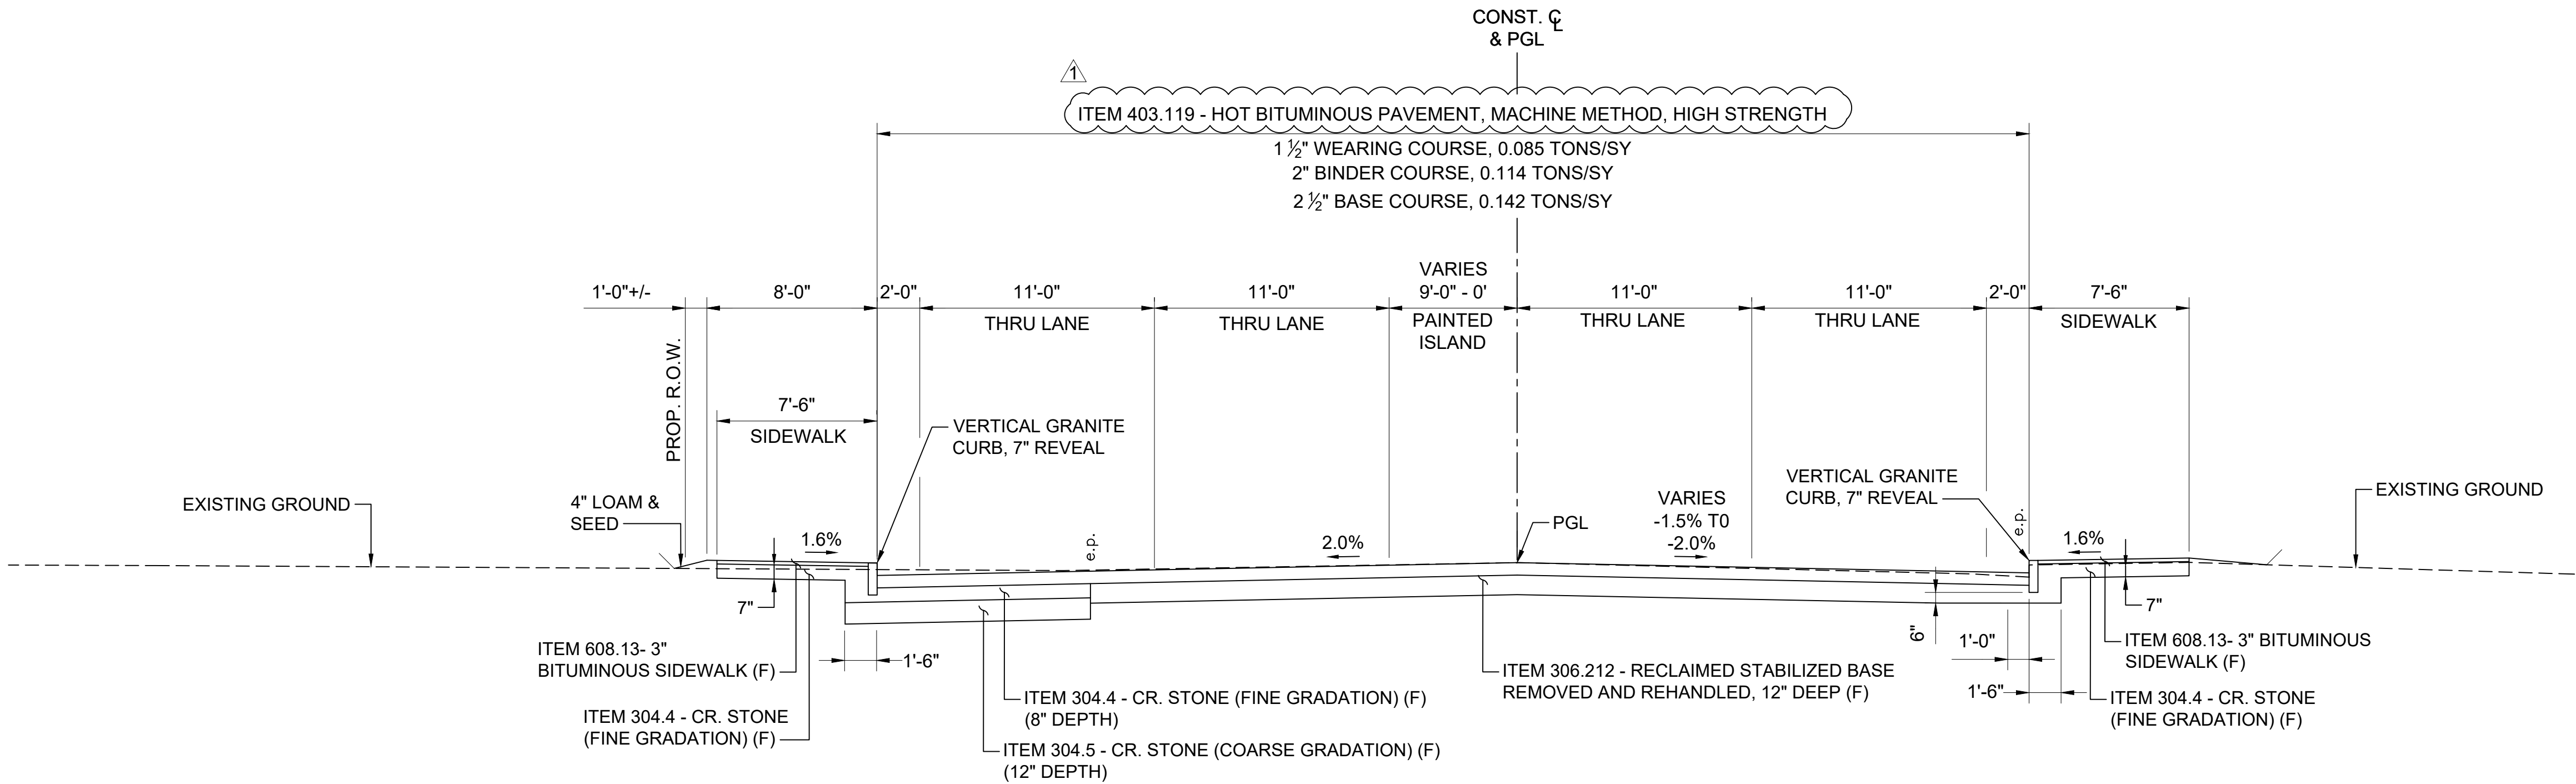 CONST. ℄
& PGL
1
ITEM 403.119 - HOT BITUMINOUS PAVEMENT, MACHINE METHOD, HIGH STRENGTH
1 ½" WEARING COURSE, 0.085 TONS/SY
2" BINDER COURSE, 0.114 TONS/SY
2 ½" BASE COURSE, 0.142 TONS/SY
1'-0"+/-
8'-0"
2'-0"
11'-0"
THRU LANE
11'-0"
THRU LANE
VARIES
9'-0" - 0'
PAINTED
ISLAND
11'-0"
THRU LANE
11'-0"
THRU LANE
2'-0"
7'-6"
SIDEWALK
PROP. R.O.W.
7'-6"
SIDEWALK
VERTICAL GRANITE
CURB, 7" REVEAL
VERTICAL GRANITE
CURB, 7" REVEAL
EXISTING GROUND
4" LOAM &
SEED
1.6%
e.p.
2.0%
PGL
VARIES
-1.5% T0
-2.0%
e.p.
1.6%
EXISTING GROUND
7"
ITEM 608.13- 3"
BITUMINOUS SIDEWALK (F)
ITEM 304.4 - CR. STONE
(FINE GRADATION) (F)
1'-6"
ITEM 304.4 - CR. STONE (FINE GRADATION) (F)
(8" DEPTH)
ITEM 304.5 - CR. STONE (COARSE GRADATION) (F)
(12" DEPTH)
ITEM 306.212 - RECLAIMED STABILIZED BASE
REMOVED AND REHANDLED, 12" DEEP (F)
6"
1'-0"
1'-6"
7"
ITEM 608.13- 3" BITUMINOUS
SIDEWALK (F)
ITEM 304.4 - CR. STONE
(FINE GRADATION) (F)